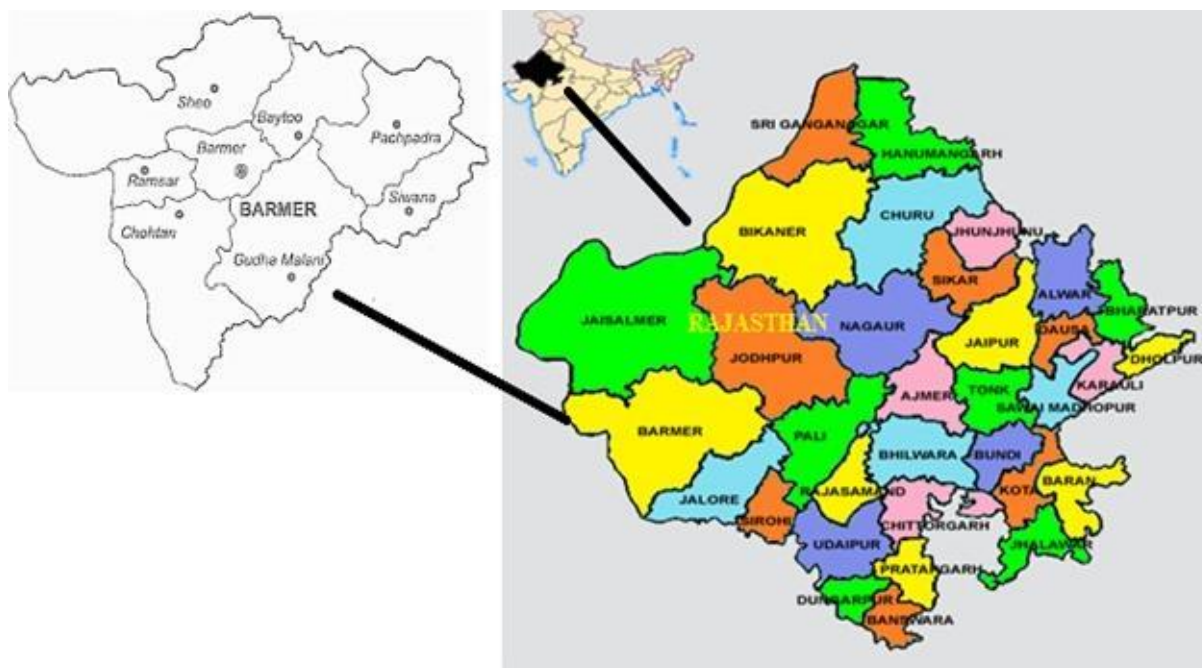 Sheo
Baytoo
Pachpadra
Barmer
Ramsar
Siwana
BARMER
Chohtan
Gudha Malani
SRI GANGANAGAR
HANUMANGARH
CHURU
BIKANER
JHUNJHUNU
SIKAR
ALWAR
BHARATPUR
JAISALMER
RAJASTHAN
NAGAUR
DAUSA
JAIPUR
JODHPUR
DHOLPUR
KARAULI
AJMER
TONK
SAWAI MADHOPUR
BARMER
PALI
BHILWARA
BUNDI
BARAN
JALORE
RAJASAMAND
KOTA
SIROHI
CHITTORGARH
UDAIPUR
JHALAWAR
PRATAPGARH
DUNGARPUR
BANSWARA